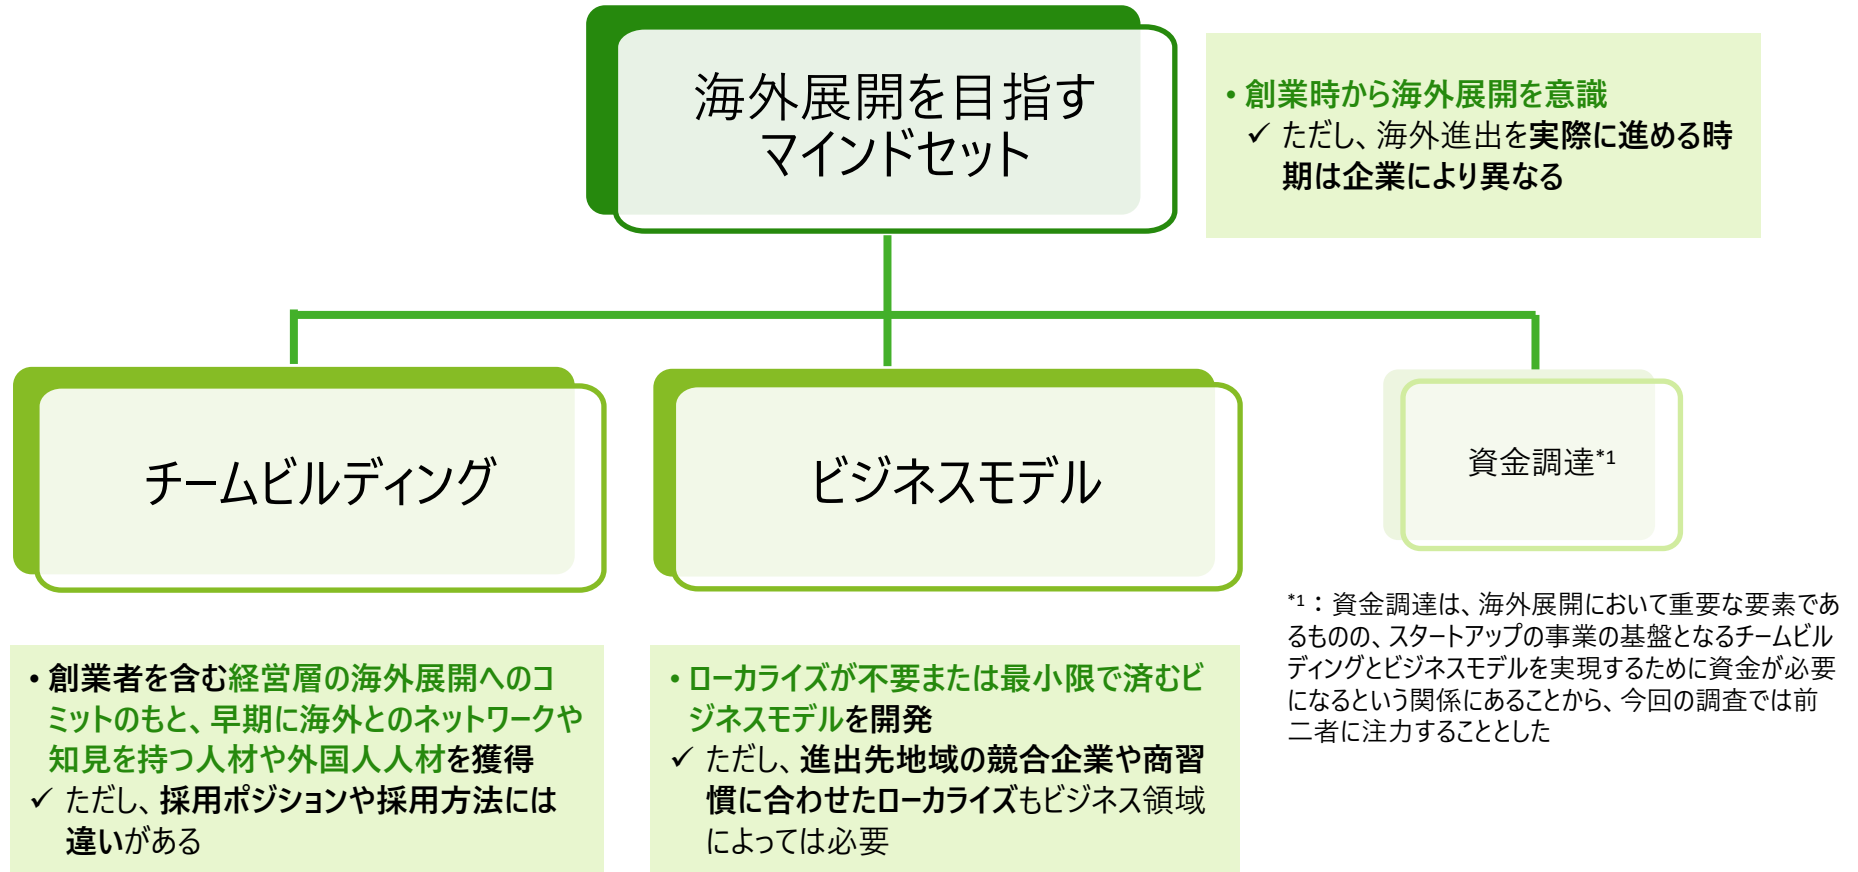 海外展開を目指す
マインドセット
• 創業時から海外展開を意識
✓ ただし、海外進出を実際に進める時
期は企業により異なる
チームビルディング
ビジネスモデル
資金調達*1
• 創業者を含む経営層の海外展開へのコ
ミットのもと、早期に海外とのネットワークや
知見を持つ人材や外国人人材を獲得
✓ ただし、採用ポジションや採用方法には
違いがある
• ローカライズが不要または最小限で済むビ
ジネスモデルを開発
✓ ただし、進出先地域の競合企業や商習
慣に合わせたローカライズもビジネス領域
によっては必要
*1：資金調達は、海外展開において重要な要素であ
るものの、スタートアップの事業の基盤となるチームビル
ディングとビジネスモデルを実現するために資金が必要
になるという関係にあることから、今回の調査では前
二者に注力することとした